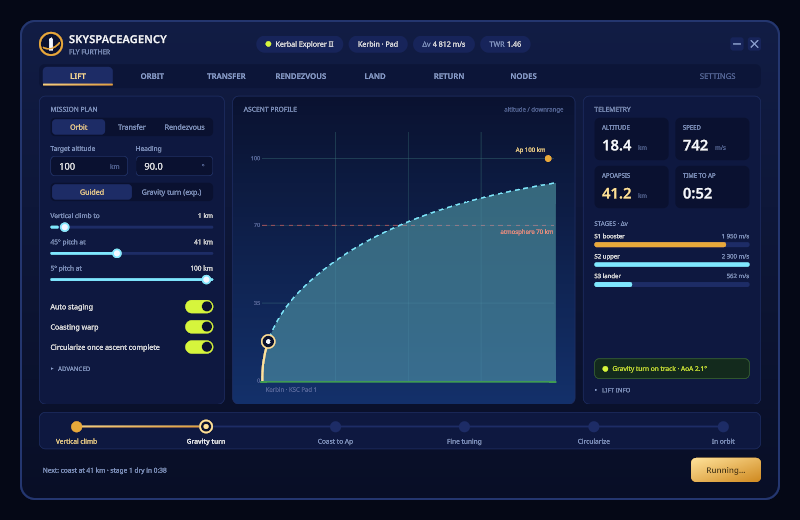 SKYSPACEAGENCY
FLY FURTHER
Kerbal Explorer II
Kerbin · Pad
Δv 4 812 m/s
TWR 1.46
LIFT ORBIT TRANSFER RENDEZVOUS LAND RETURN NODES SETTINGS
MISSION PLAN
Orbit Transfer Rendezvous
Target altitude Heading
100 km 90.0 °
Guided Gravity turn (exp.)
Vertical climb to 1 km
45° pitch at 41 km
5° pitch at 100 km
Auto staging
Coasting warp
Circularize once ascent complete
ADVANCED
ASCENT PROFILE altitude / downrange
Ap 100 km
100
70
atmosphere 70 km
35
0
Kerbin · KSC Pad 1
TELEMETRY
ALTITUDE SPEED
18.4 km 742 m/s
APOAPSIS TIME TO AP
41.2 km 0:52
STAGES · Δv
S1 booster 1 950 m/s
S2 upper 2 300 m/s
S3 lander 562 m/s
Gravity turn on track · AoA 2.1°
LIFT INFO
Vertical climb Gravity turn Coast to Ap Fine tuning Circularize In orbit
Next: coast at 41 km · stage 1 dry in 0:38
Running...